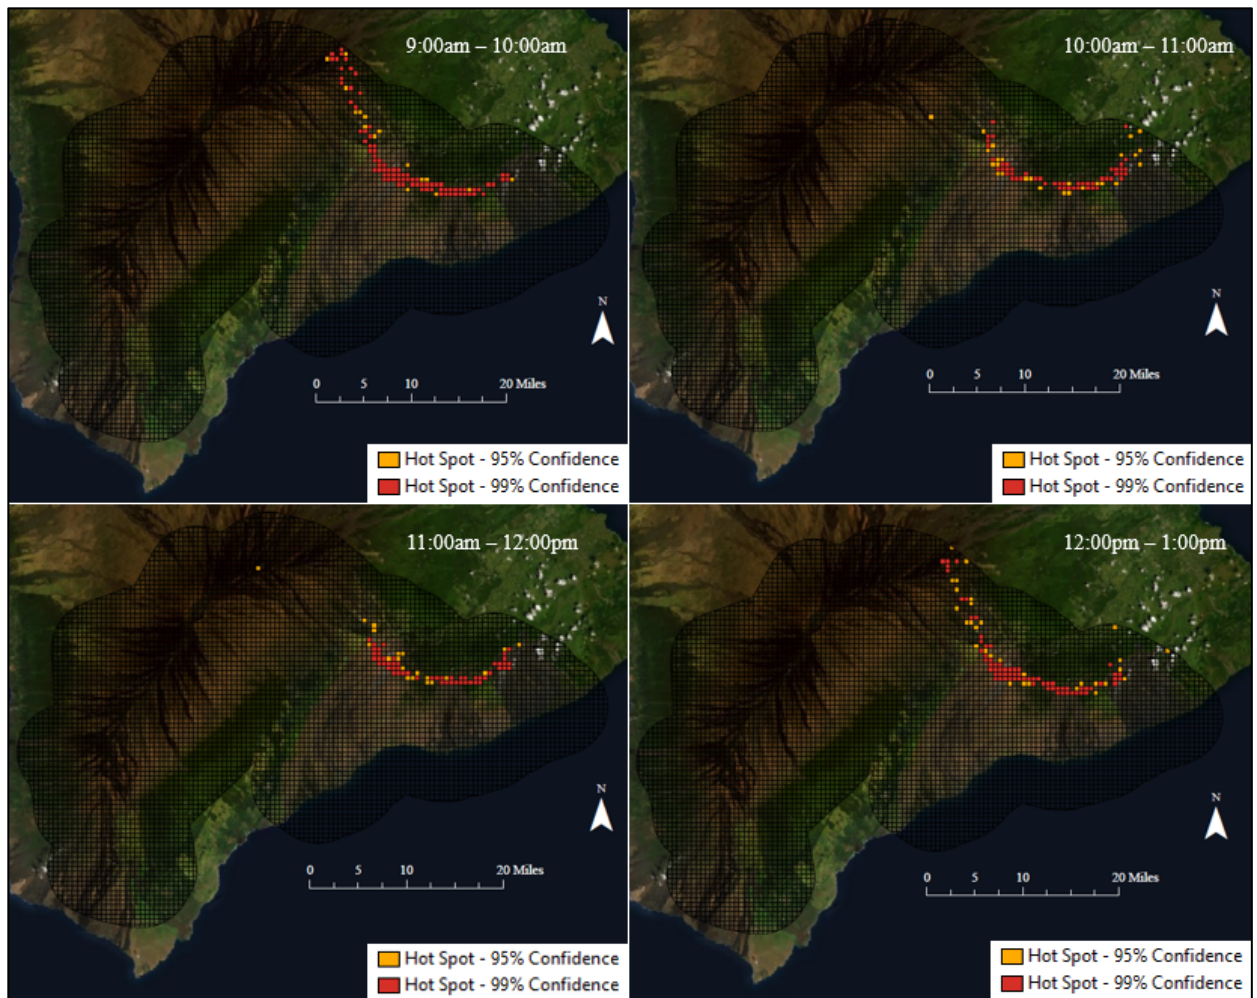 9:00am – 10:00am
N
0 5 10 20 Miles
Hot Spot - 95% Confidence
Hot Spot - 99% Confidence
10:00am – 11:00am
N
0 5 10 20 Miles
Hot Spot - 95% Confidence
Hot Spot - 99% Confidence
11:00am – 12:00pm
N
0 5 10 20 Miles
Hot Spot - 95% Confidence
Hot Spot - 99% Confidence
12:00pm – 1:00pm
N
0 5 10 20 Miles
Hot Spot - 95% Confidence
Hot Spot - 99% Confidence